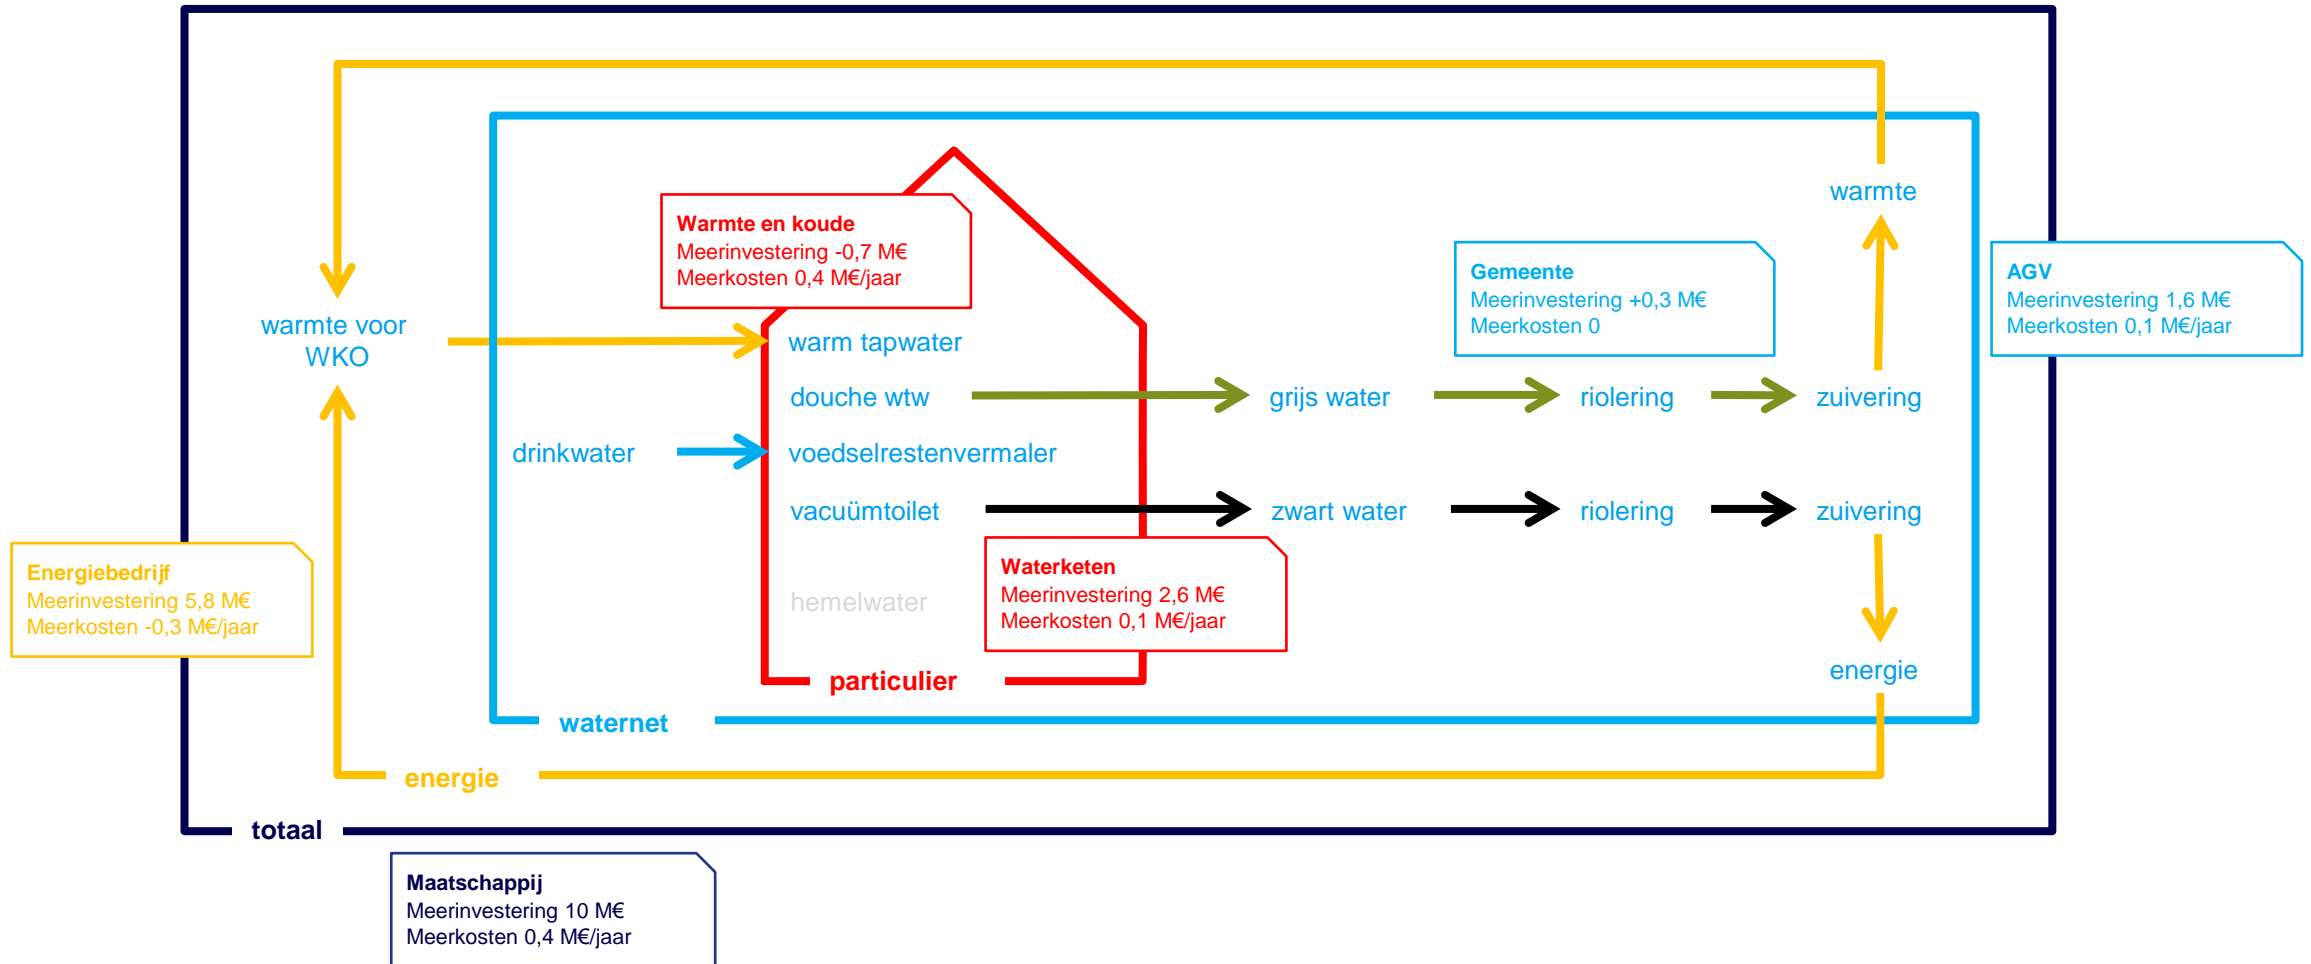 warmte
Warmte en koude
Meerinvestering -0,7 M€
Meerkosten 0,4 M€/jaar
Gemeente
Meerinvestering +0,3 M€
Meerkosten 0
AGV
Meerinvestering 1,6 M€
Meerkosten 0,1 M€/jaar
warmte voor
WKO
warm tapwater
douche wtw
grijs water
riolering
zuivering
drinkwater
voedselrestenvermaler
vacuümtoilet
zwart water
riolering
zuivering
Energiebedrijf
Meerinvestering 5,8 M€
Meerkosten -0,3 M€/jaar
Waterketen
Meerinvestering 2,6 M€
Meerkosten 0,1 M€/jaar
hemelwater
particulier
energie
waternet
energie
totaal
Maatschappij
Meerinvestering 10 M€
Meerkosten 0,4 M€/jaar